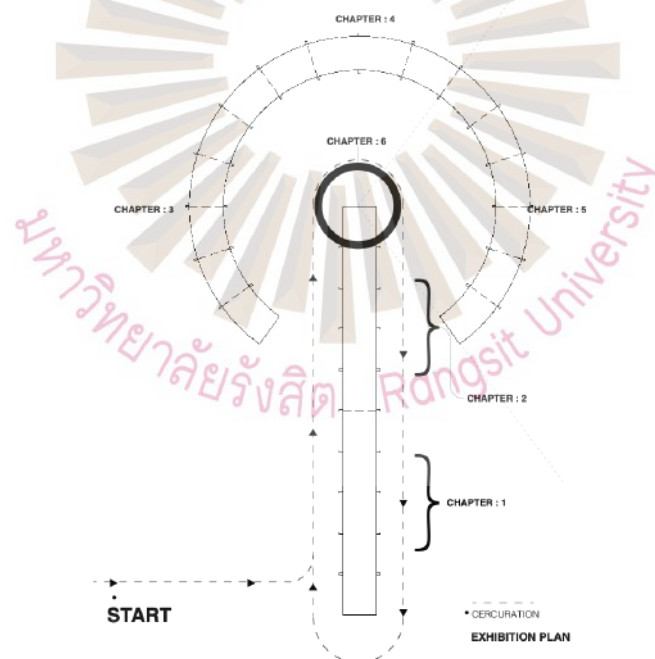 CHAPTER : 4
CHAPTER : 6
CHAPTER : 3
CHAPTER : 5
มหาวิทยาลัยรังสิต Rangsit University
CHAPTER : 2
CHAPTER : 1
START
CERCURATION
EXHIBITION PLAN